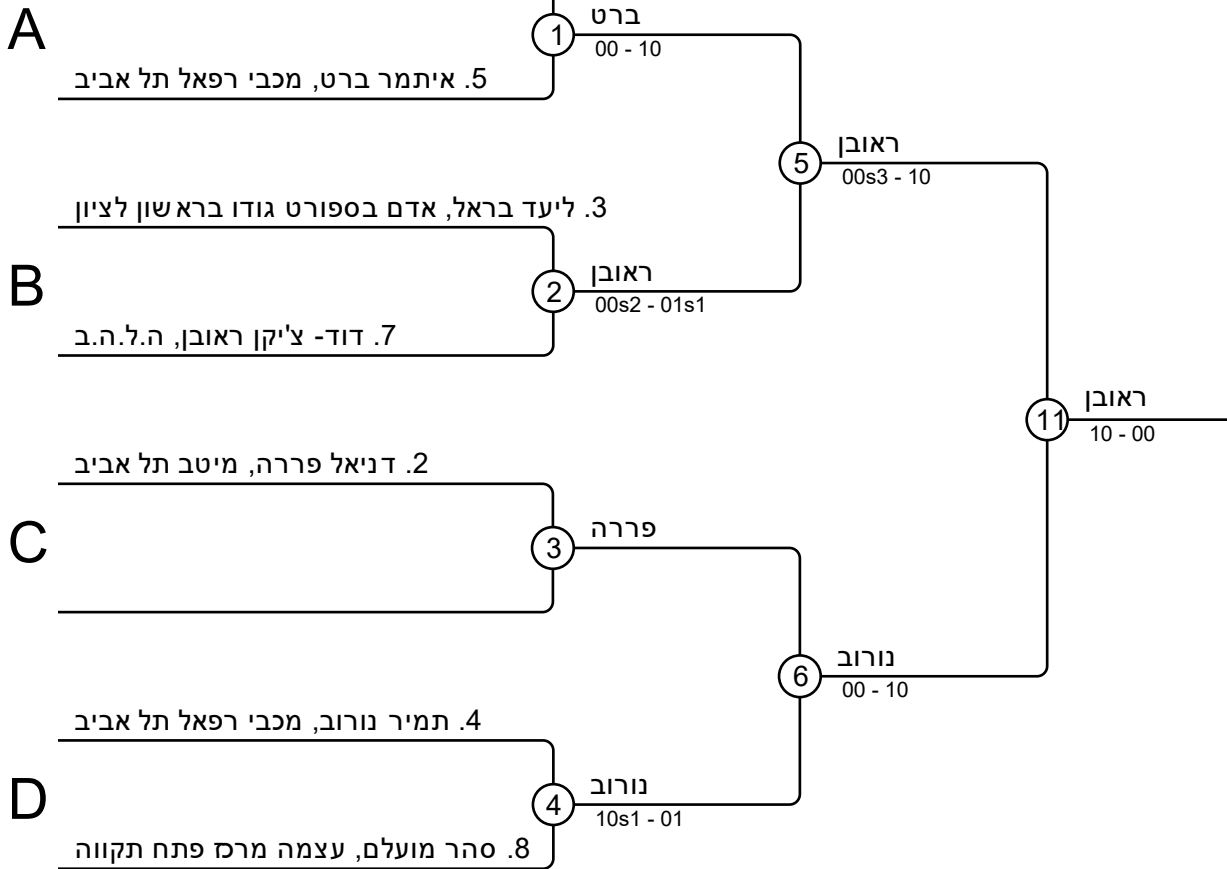 A
1
ברט
00 - 10
5. איתמר ברט, מכבי רפאל תל אביב
5
ראובן
00s3 - 10
3. ליעד בראל, אדם בספורט גודו בראשון לציון
B
2
ראובן
00s2 - 01s1
7. דוד- צ'יקן ראובן, ה.ל.ה.ב
11
ראובן
10 - 00
2. דניאל פררה, מיטב תל אביב
C
3
פררה
6
נורוב
00 - 10
4. תמיר נורוב, מכבי רפאל תל אביב
D
4
נורוב
10s1 - 01
8. סהר מועלם, עצמה מרכז פתח תקווה